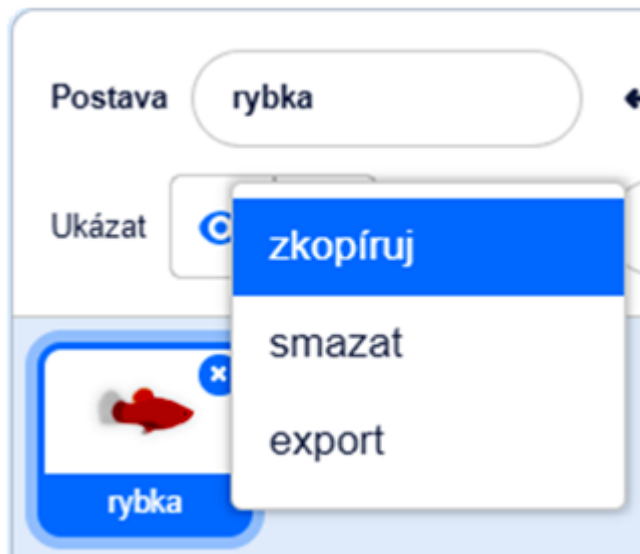 Postava rybka
Ukázat
zkopíruj
smazat
export
rybka